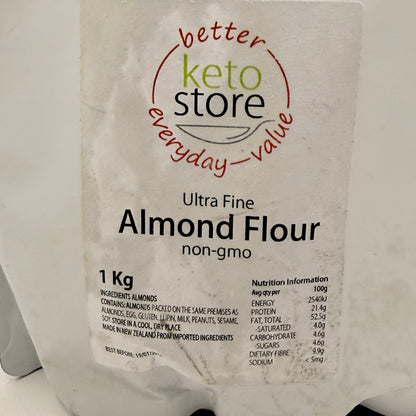 better
keto
store
everyday value
Ultra Fine
Almond Flour
non-gmo
1 Kg
INGREDIENTS: ALMONDS
CONTAINS: ALMONDS PACKED ON THE SAME PREMISES AS
ALMONDS, EGG, GLUTEN, LUPIN, MILK, PEANUTS, SESAME,
SOY. STORE IN A COOL, DRY PLACE
MADE IN NEW ZEALAND FROM IMPORTED INGREDIENTS
BEST BEFORE: 19/01/
Nutrition Information
Avg qty per 100g
ENERGY 2540kJ
PROTEIN 21.4g
FAT, TOTAL 52.5g
-SATURATED 4.0g
CARBOHYDRATE 4.6g
-SUGARS 4.6g
DIETARY FIBRE 9.9g
SODIUM < 5mg